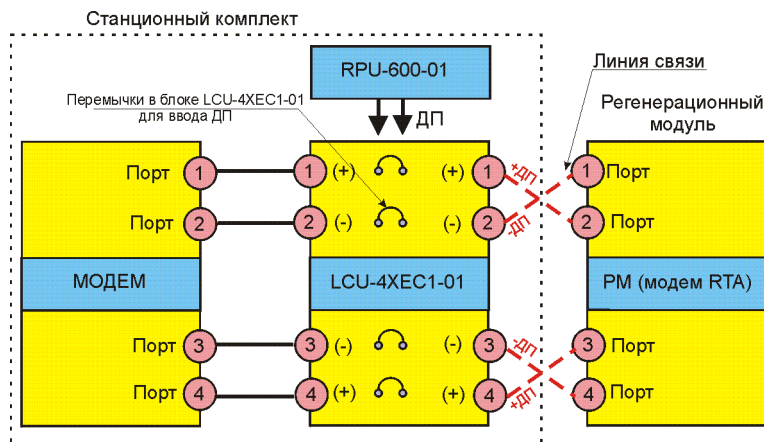 Станционный комплект
RPU-600-01
Линия связи
Перемычки в блоке LCU-4XEC1-01
для ввода ДП
ДП
Регенерационный
модуль
Порт 1 1 (+) (+) 1 +ДП 1 Порт
Порт 2 2 (-) (-) 2 -ДП 2 Порт
МОДЕМ LCU-4XEC1-01 РМ (модем RTA)
Порт 3 3 (-) (-) 3 -ДП 3 Порт
Порт 4 4 (+) (+) 4 +ДП 4 Порт